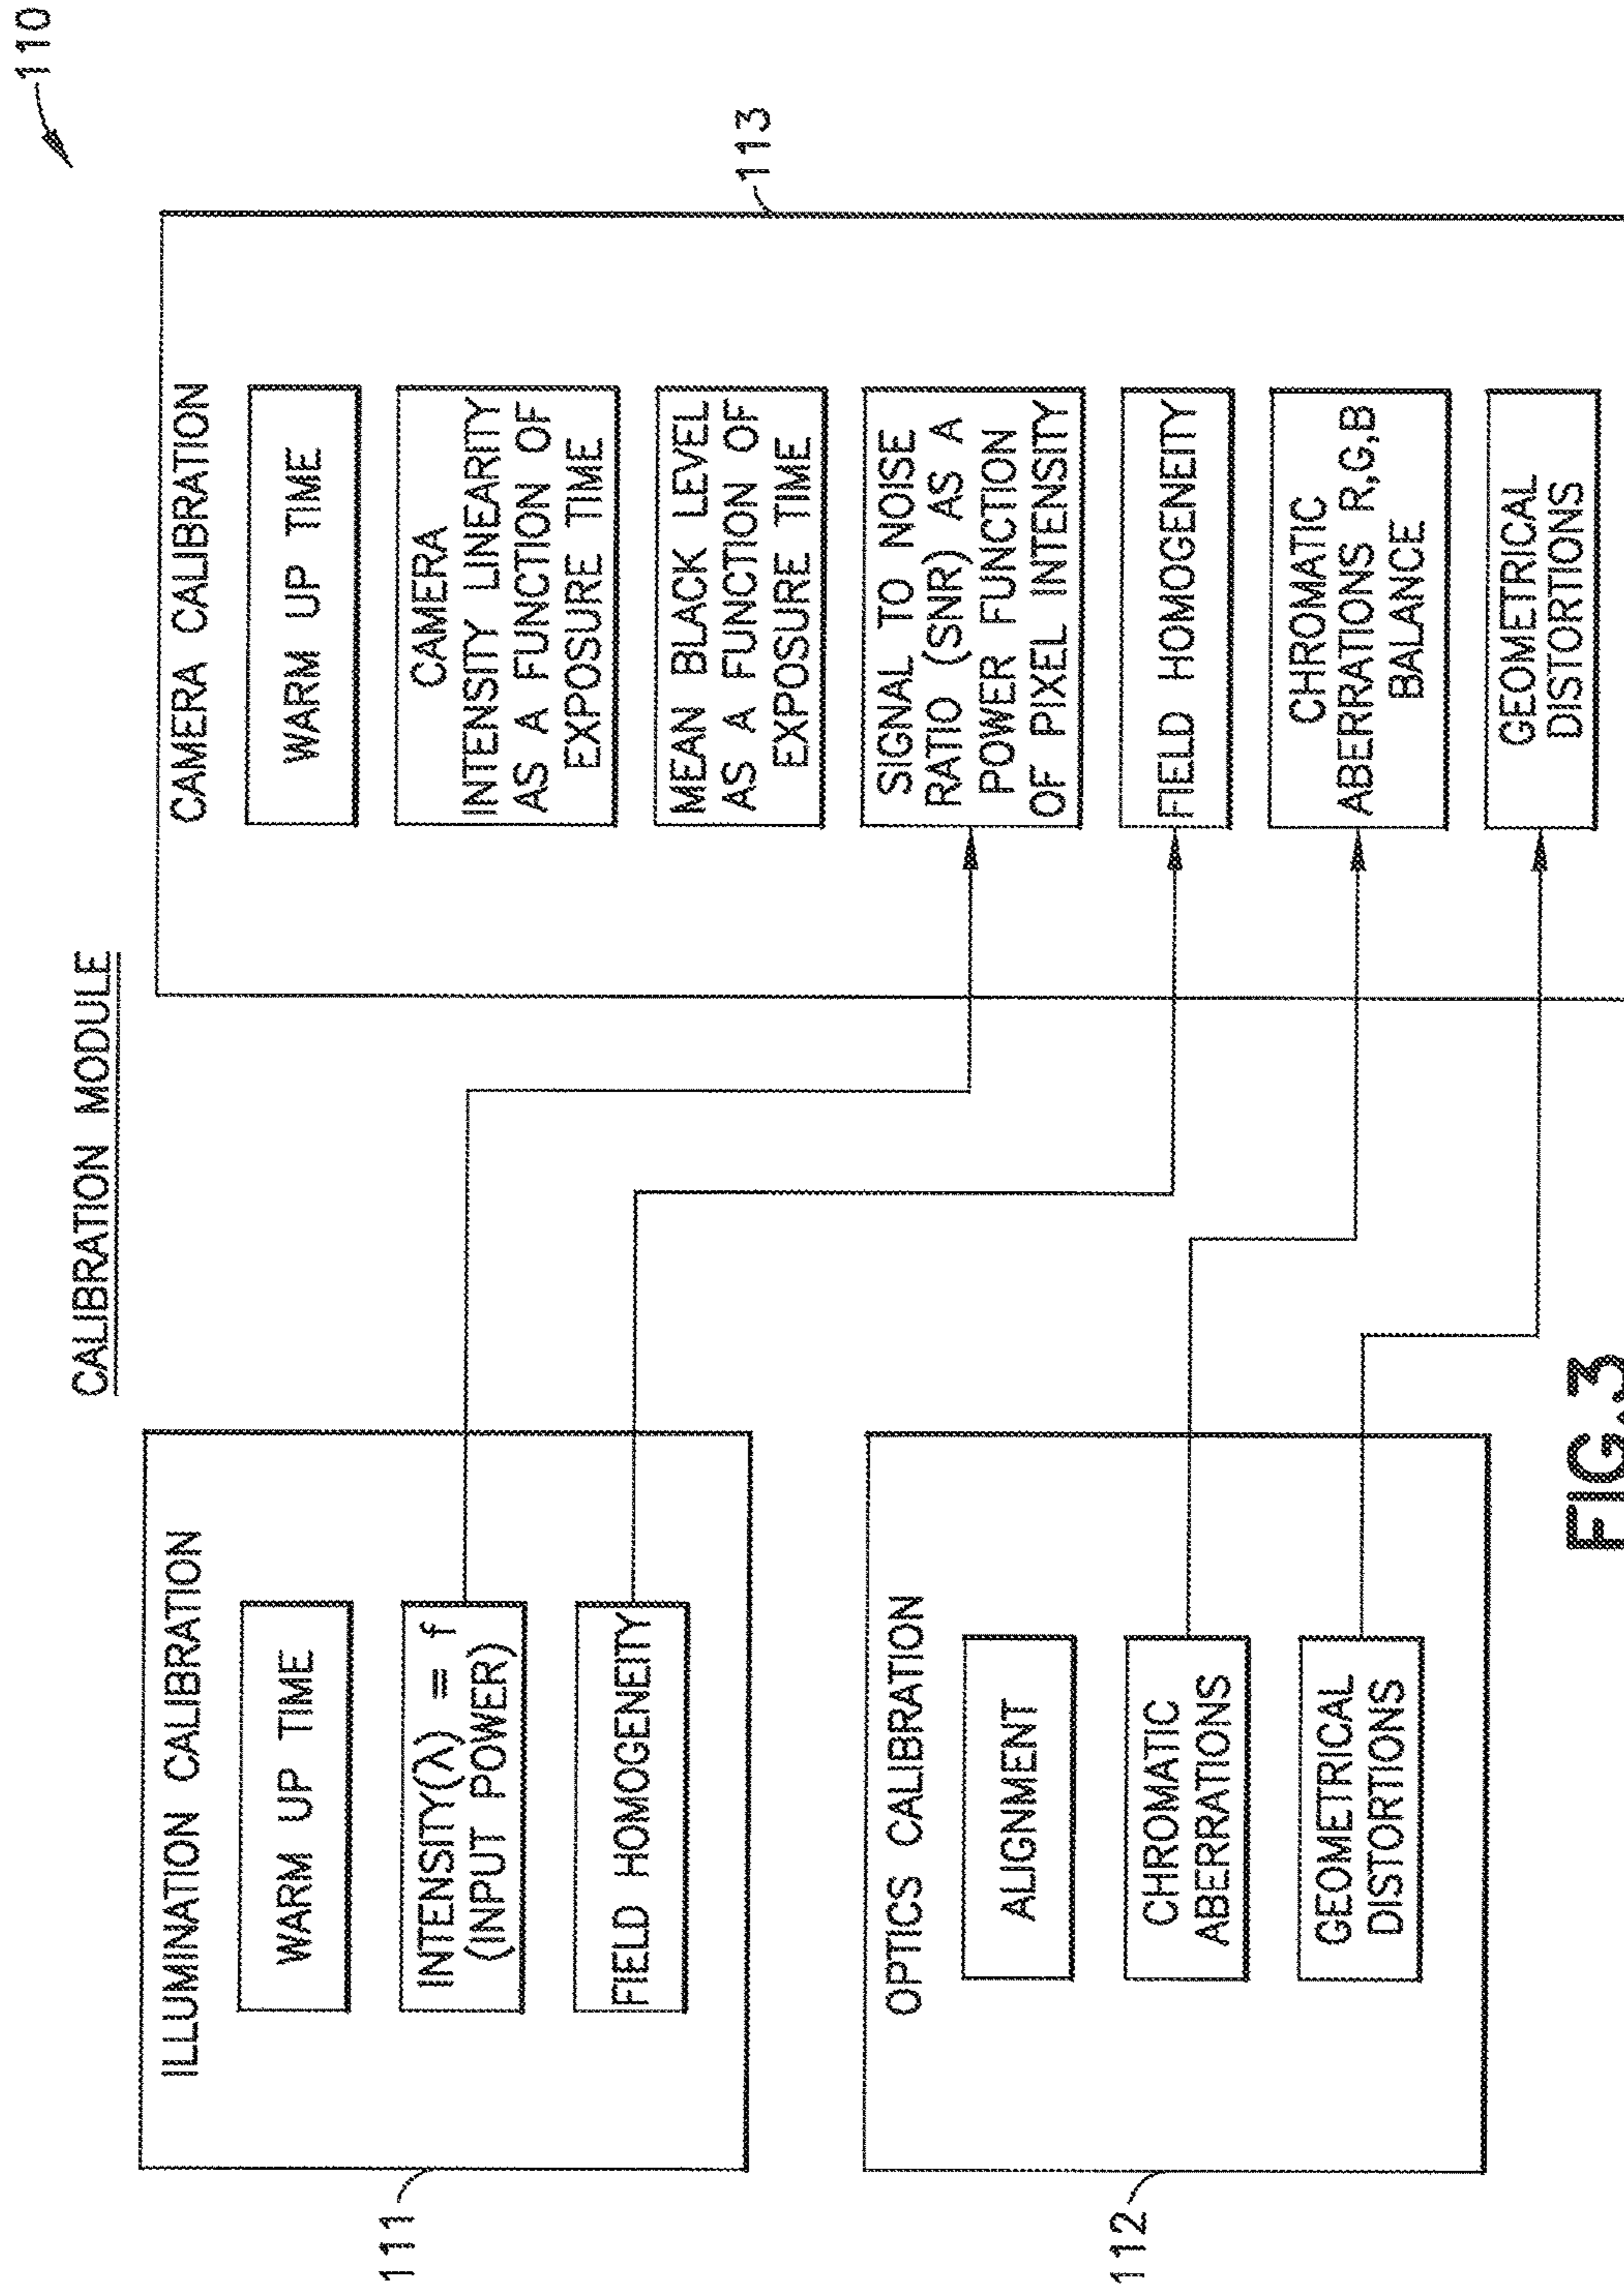 CALIBRATION MODULE
110
111
ILLUMINATION CALIBRATION
WARM UP TIME
INTENSITY(λ) = f
(INPUT POWER)
FIELD HOMOGENEITY
112
OPTICS CALIBRATION
ALIGNMENT
CHROMATIC
ABERRATIONS
GEOMETRICAL
DISTORTIONS
113
CAMERA CALIBRATION
WARM UP TIME
CAMERA
INTENSITY LINEARITY
AS A FUNCTION OF
EXPOSURE TIME
MEAN BLACK LEVEL
AS A FUNCTION OF
EXPOSURE TIME
SIGNAL TO NOISE
RATIO (SNR) AS A
POWER FUNCTION
OF PIXEL INTENSITY
FIELD HOMOGENEITY
CHROMATIC
ABERRATIONS R,G,B
BALANCE
GEOMETRICAL
DISTORTIONS
FIG.3